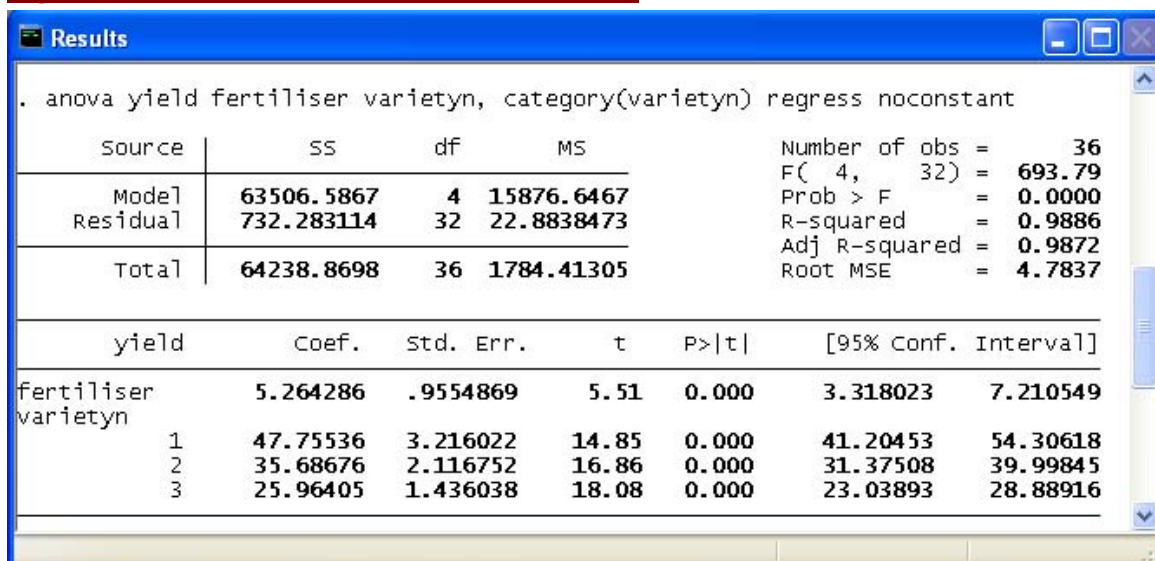 Results
. anova yield fertiliser varietyn, category(varietyn) regress noconstant
Source | SS df MS Number of obs = 36
F( 4, 32) = 693.79
Model | 63506.5867 4 15876.6467 Prob > F = 0.0000
Residual | 732.283114 32 22.8838473 R-squared = 0.9886
Adj R-squared = 0.9872
Total | 64238.8698 36 1784.41305 Root MSE = 4.7837
yield Coef. Std. Err. t P>|t| [95% Conf. Interval]
fertiliser 5.264286 .9554869 5.51 0.000 3.318023 7.210549
varietyn
1 47.75536 3.216022 14.85 0.000 41.20453 54.30618
2 35.68676 2.116752 16.86 0.000 31.37508 39.99845
3 25.96405 1.436038 18.08 0.000 23.03893 28.88916